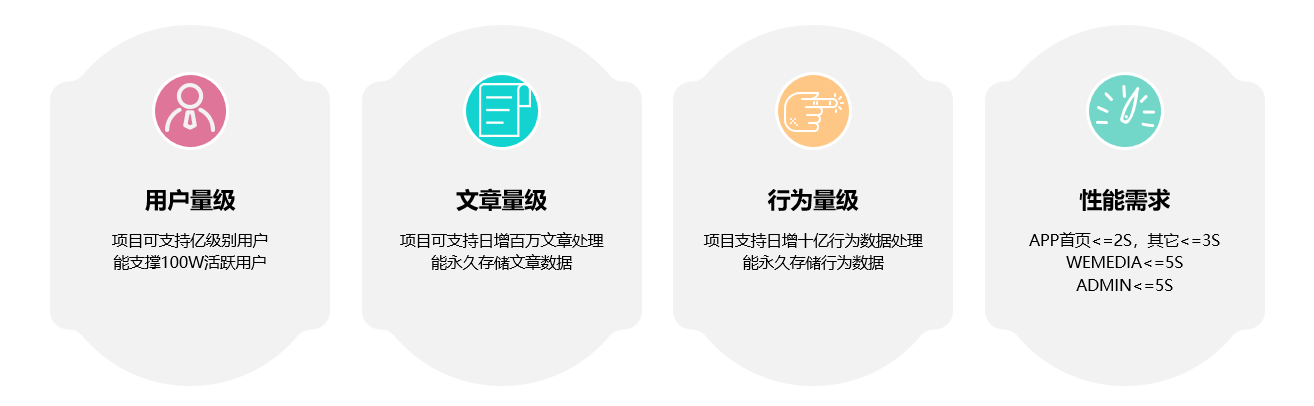 用户量级
项目可支持亿级别用户
能支撑100W活跃用户
文章量级
项目可支持日增百万文章处理
能永久存储文章数据
行为量级
项目支持日增十亿行为数据处理
能永久存储行为数据
性能需求
APP首页<=2S，其它<=3S
WEMEDIA<=5S
ADMIN<=5S